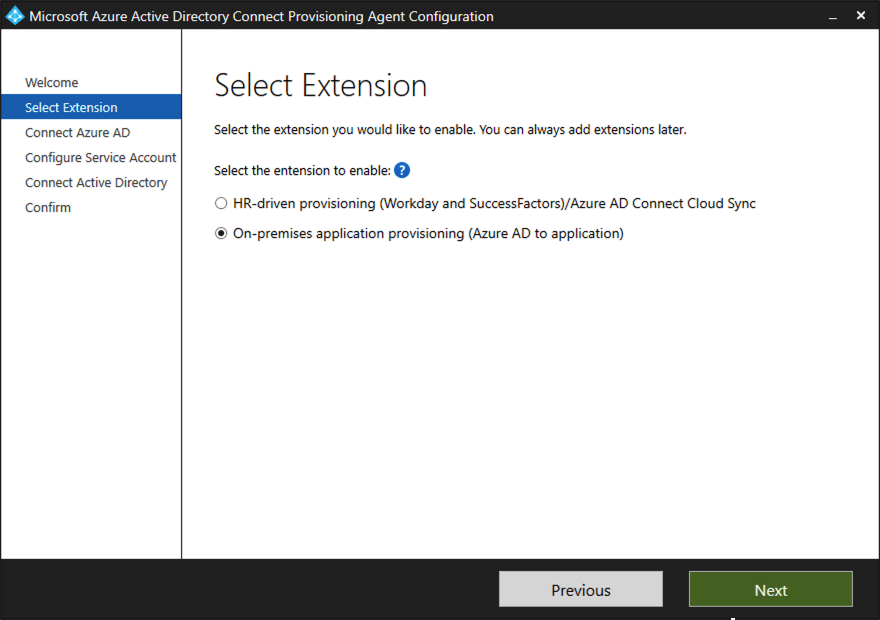 Microsoft Azure Active Directory Connect Provisioning Agent Configuration
Welcome
Select Extension
Connect Azure AD
Configure Service Account
Connect Active Directory
Confirm
Select Extension
Select the extension you would like to enable. You can always add extensions later.
Select the entension to enable: ?
HR-driven provisioning (Workday and SuccessFactors)/Azure AD Connect Cloud Sync
On-premises application provisioning (Azure AD to application)
Previous
Next